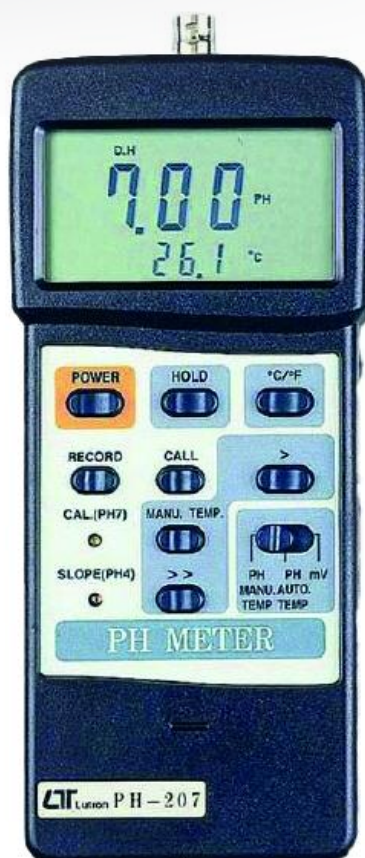 D.H
7.00 PH
26.1 °C
POWER HOLD °C/°F
RECORD CALL >
CAL.(PH7) MANU. TEMP.
SLOPE(PH4) >>
PH PH mV
MANU. AUTO.
TEMP TEMP
PH METER
LT Lutron PH-207